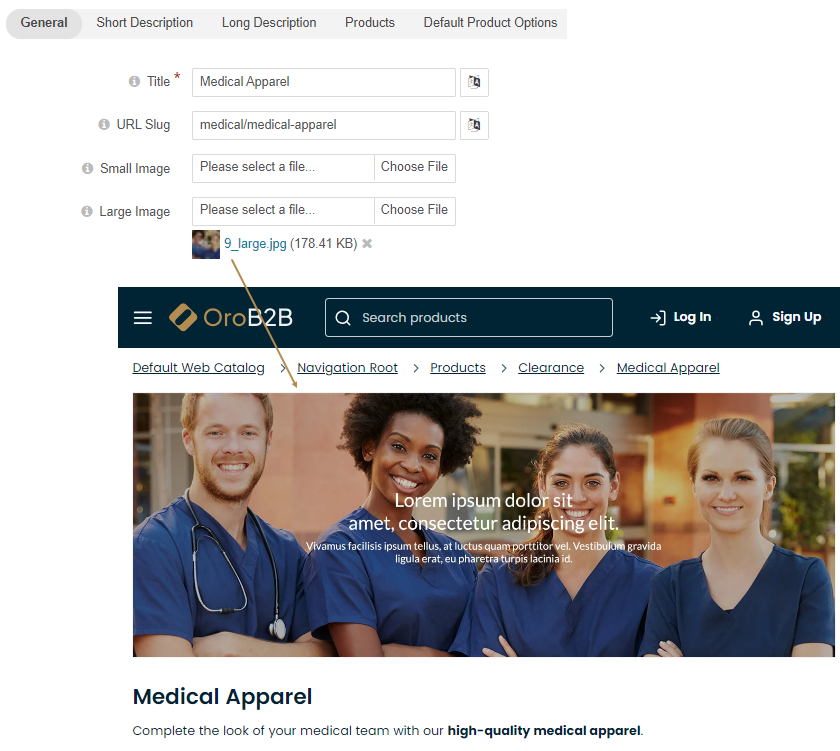 General Short Description Long Description Products Default Product Options
Title *
Medical Apparel
URL Slug
medical/medical-apparel
Small Image
Please select a file... Choose File
Large Image
Please select a file... Choose File
9_large.jpg (178.41 KB)
OroB2B Search products Log In Sign Up
Default Web Catalog > Navigation Root > Products > Clearance > Medical Apparel
Lorem ipsum dolor sit
amet, consectetur adipiscing elit.
Vivamus facilisis ipsum tellus, at luctus quam porttitor vel. Vestibulum gravida
ligula erat, eu pharetra turpis lacinia id.
Medical Apparel
Complete the look of your medical team with our high-quality medical apparel.